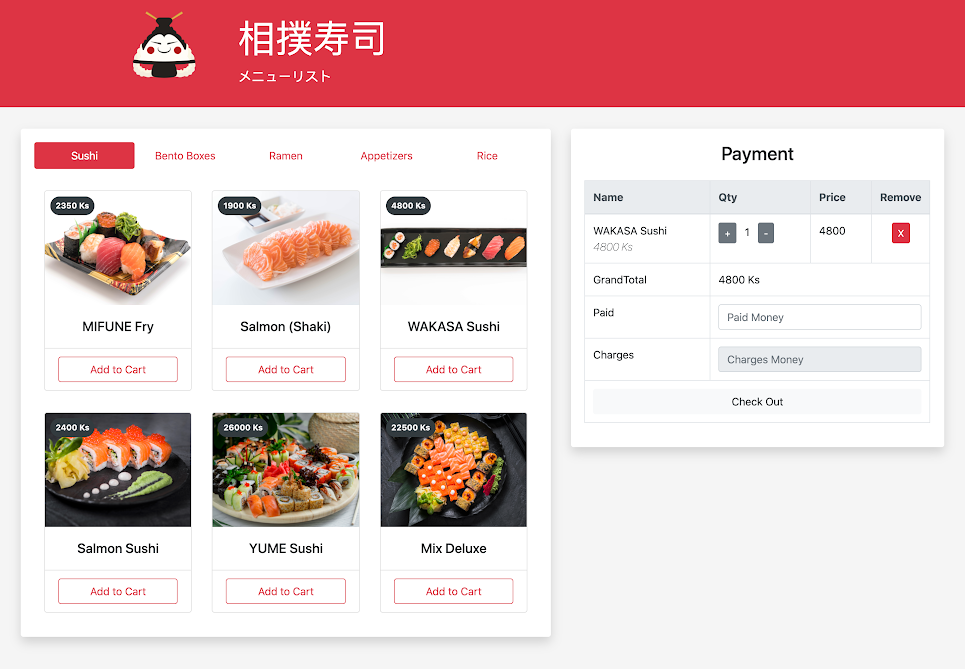 相撲寿司
メニューリスト
Sushi Bento Boxes Ramen Appetizers Rice
2350 Ks
MIFUNE Fry
Add to Cart
1900 Ks
Salmon (Shaki)
Add to Cart
4800 Ks
WAKASA Sushi
Add to Cart
2400 Ks
Salmon Sushi
Add to Cart
26000 Ks
YUME Sushi
Add to Cart
22500 Ks
Mix Deluxe
Add to Cart
Payment
Name Qty Price Remove
WAKASA Sushi + 1 - 4800 X
4800 Ks
GrandTotal 4800 Ks
Paid Paid Money
Charges Charges Money
Check Out